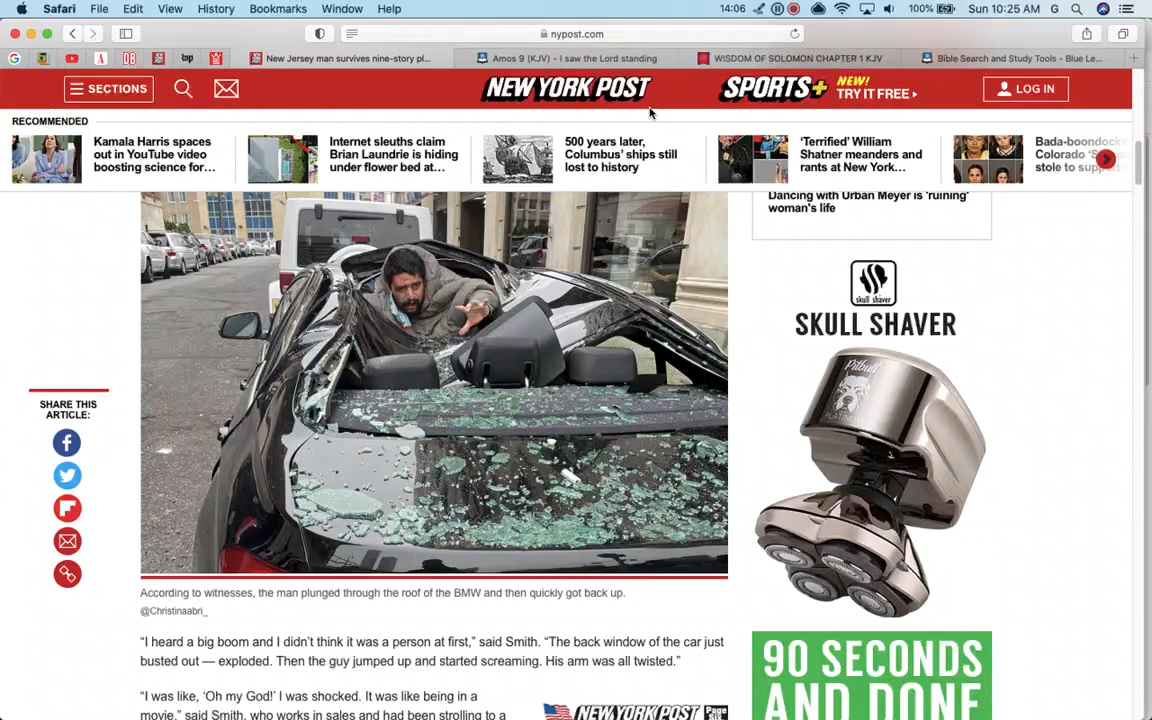 Safari File Edit View History Bookmarks Window Help 14:06 100% Sun 10:25 AM G
nypost.com
New Jersey man survives nine-story pl...
Amos 9 (KJV) - I saw the Lord standing
WISDOM OF SOLOMON CHAPTER 1 KJV
Bible Search and Study Tools - Blue Le...
SECTIONS
NEW YORK POST
SPORTS+
NEW!
TRY IT FREE
LOG IN
RECOMMENDED
Kamala Harris spaces
out in YouTube video
boosting science for…
Internet sleuths claim
Brian Laundrie is hiding
under flower bed at…
500 years later,
Columbus’ ships still
lost to history
‘Terrified’ William
Shatner meanders and
rants at New York…
Bada-boondocks
Colorado
stole to
Dancing with Urban Meyer is 'ruining'
woman's life
skull shaver
SKULL SHAVER
Pitbull
SHARE THIS
ARTICLE:
According to witnesses, the man plunged through the roof of the BMW and then quickly got back up.
@Christinaabri_
“I heard a big boom and I didn’t think it was a person at first,” said Smith. “The back window of the car just
busted out — exploded. Then the guy jumped up and started screaming. His arm was all twisted.”
“I was like, ‘Oh my God!’ I was shocked. It was like being in a
movie,” said Smith, who works in sales and had been strolling to a
NEW YORK POST
Page
Six
90 SECONDS
AND DONE